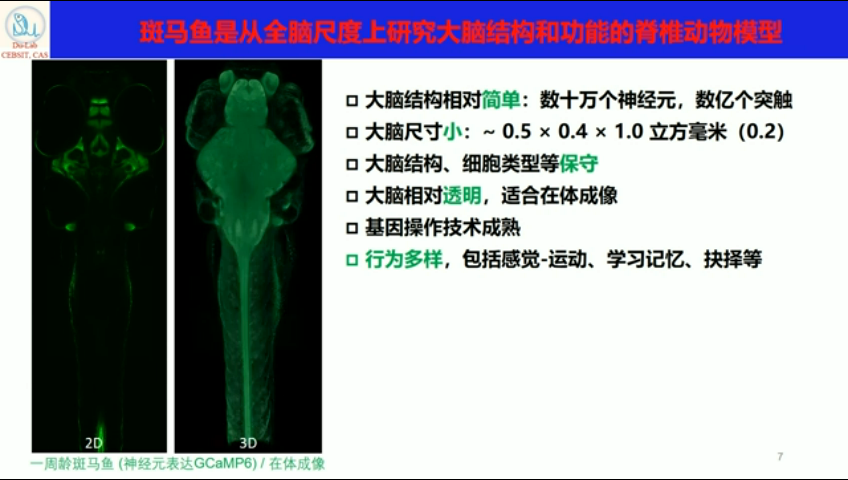 斑马鱼是从全脑尺度上研究大脑结构和功能的脊椎动物模型
Du Lab
CEBSIT, CAS
大脑结构相对简单：数十万个神经元，数亿个突触
大脑尺寸小：~ 0.5 × 0.4 × 1.0 立方毫米（0.2）
大脑结构、细胞类型等保守
大脑相对透明，适合在体成像
基因操作技术成熟
行为多样，包括感觉-运动、学习记忆、抉择等
2D
3D
一周龄斑马鱼 (神经元表达GCaMP6) / 在体成像
7